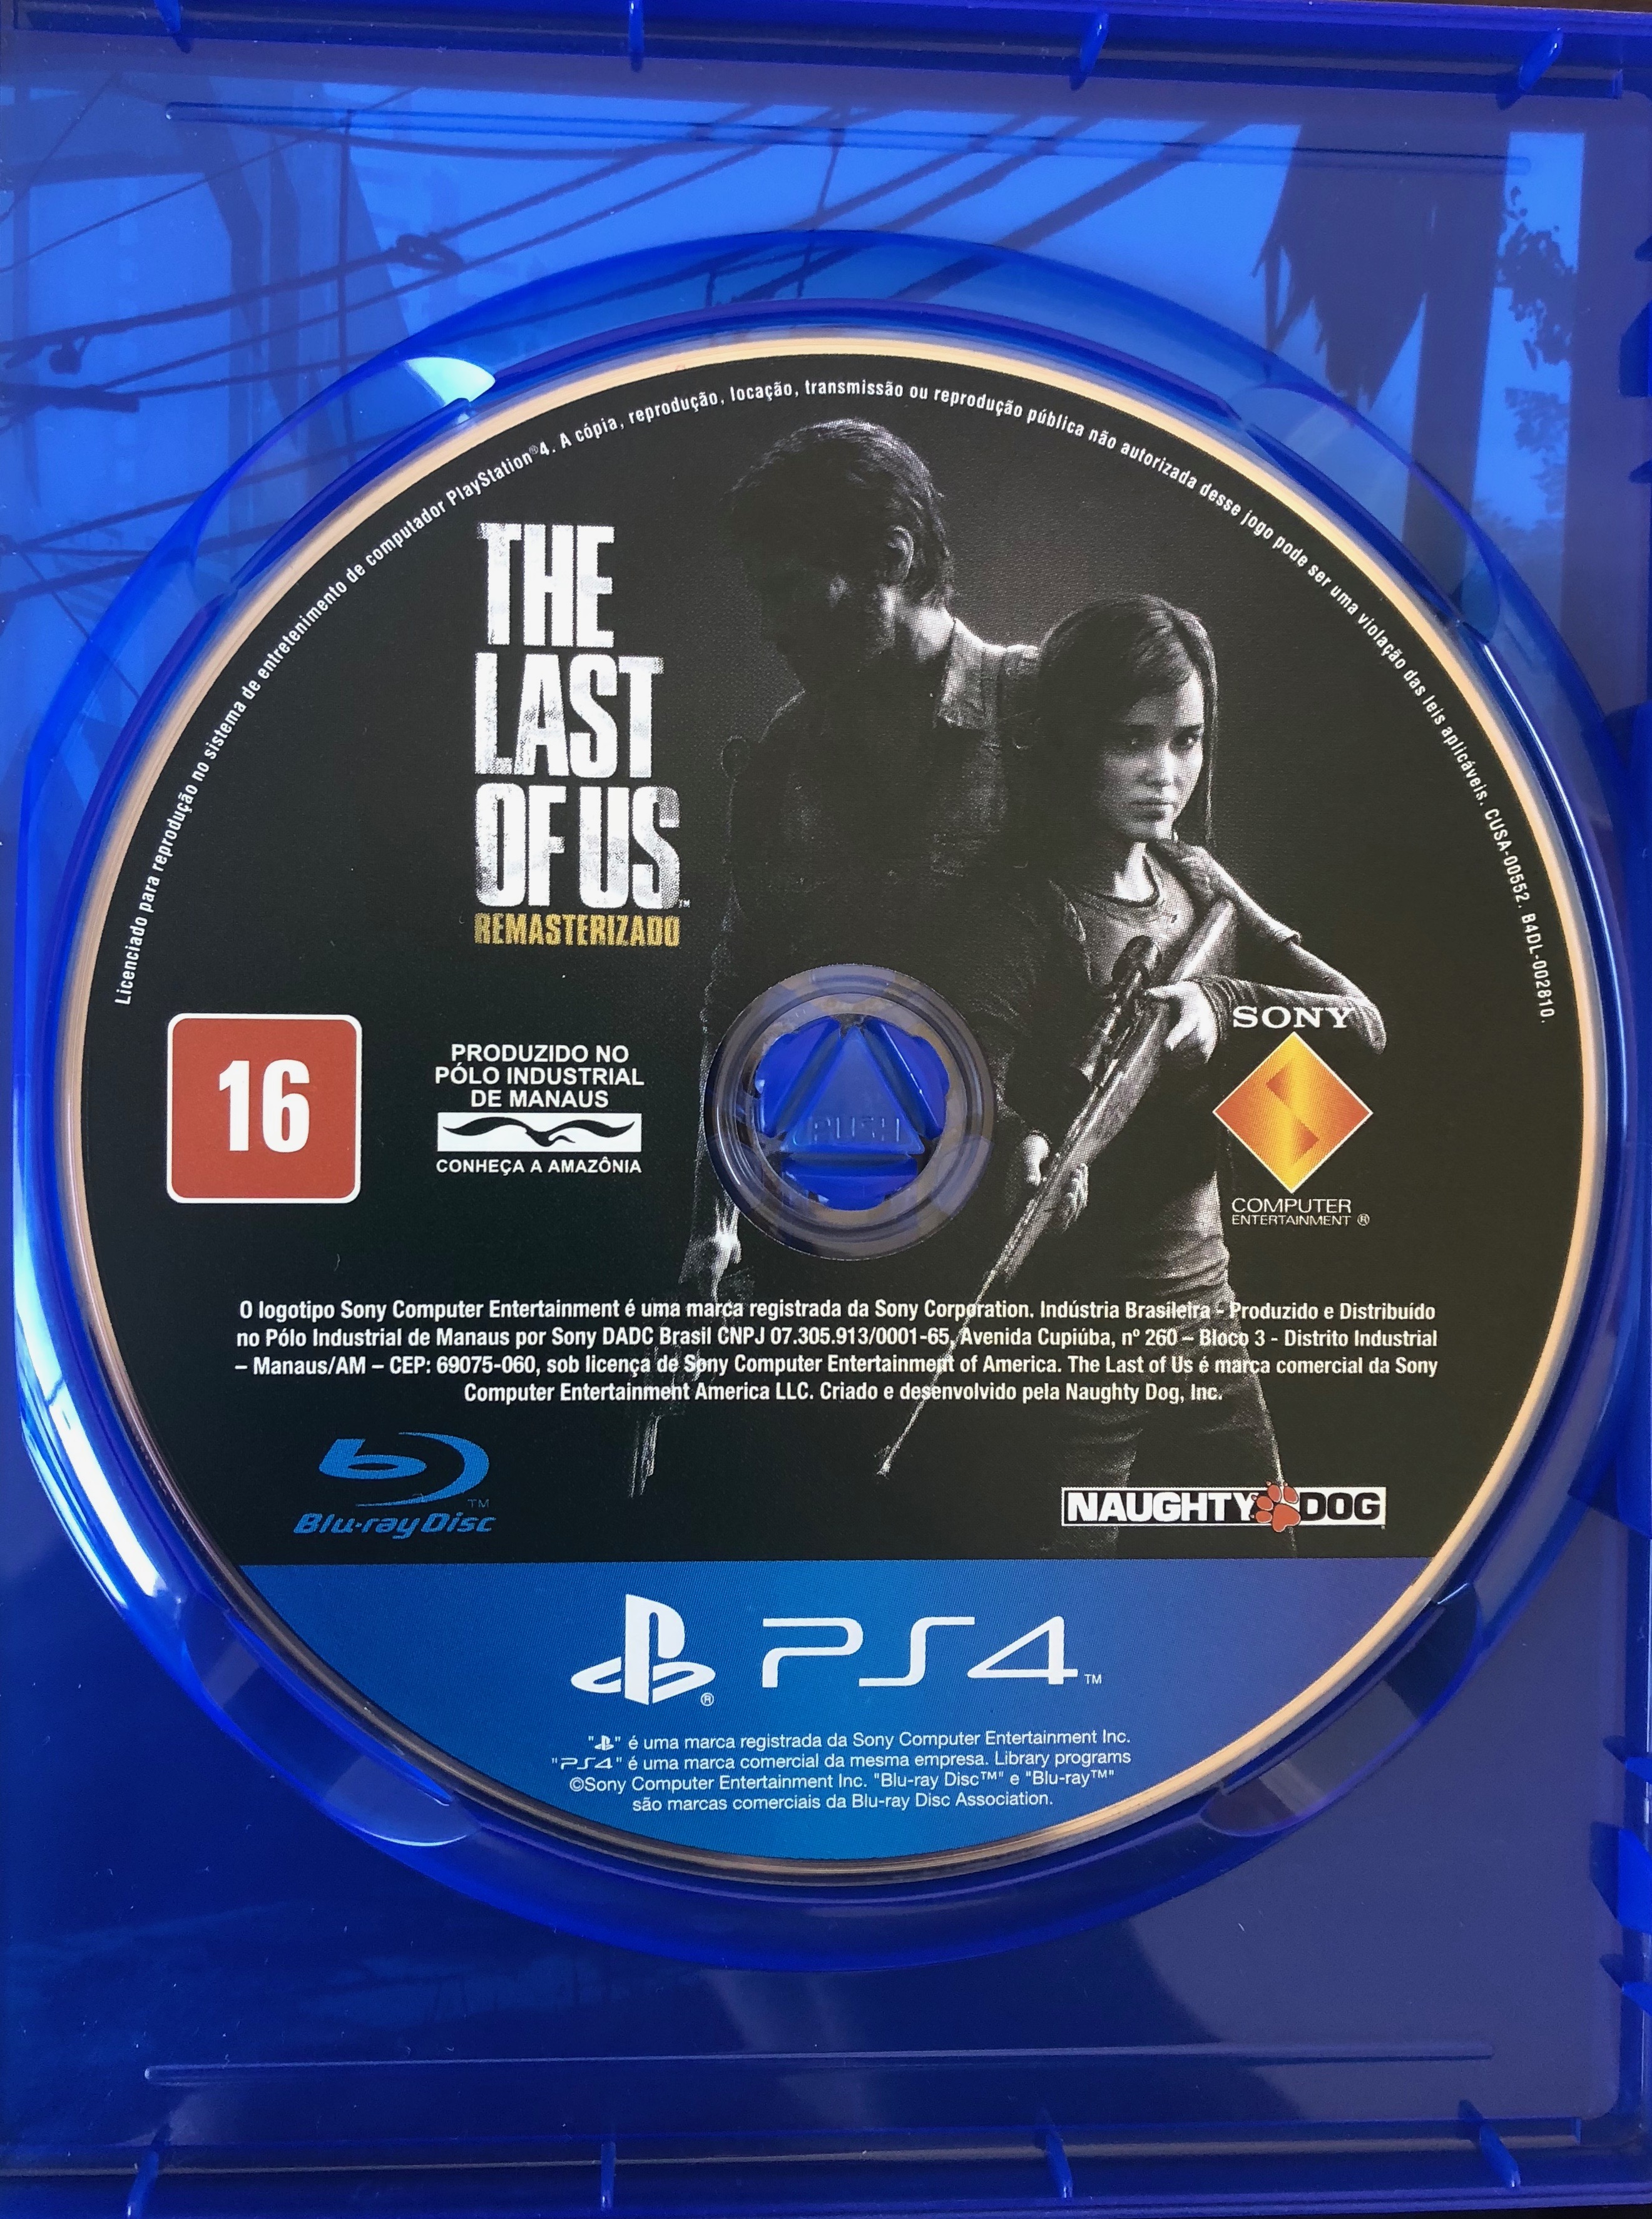 Licenciado para reprodução no sistema de entretenimento de computador PlayStation®4. A cópia, reprodução, locação, transmissão ou reprodução pública não autorizada desse jogo pode ser uma violação das leis aplicáveis. CUSA-00552. B4DL-002810.
THE
LAST
OF US™
REMASTERIZADO
16
PRODUZIDO NO
PÓLO INDUSTRIAL
DE MANAUS
CONHEÇA A AMAZÔNIA
PUSH
SONY
COMPUTER
ENTERTAINMENT ®
O logotipo Sony Computer Entertainment é uma marca registrada da Sony Corporation. Indústria Brasileira - Produzido e Distribuído
no Pólo Industrial de Manaus por Sony DADC Brasil CNPJ 07.305.913/0001-65, Avenida Cupiúba, nº 260 – Bloco 3 - Distrito Industrial
– Manaus/AM – CEP: 69075-060, sob licença de Sony Computer Entertainment of America. The Last of Us é marca comercial da Sony
Computer Entertainment America LLC. Criado e desenvolvido pela Naughty Dog, Inc.
Blu-ray Disc™
NAUGHTY DOG
® PS4™
" " é uma marca registrada da Sony Computer Entertainment Inc.
"PS4" é uma marca comercial da mesma empresa. Library programs
©Sony Computer Entertainment Inc. "Blu-ray Disc™" e "Blu-ray™"
são marcas comerciais da Blu-ray Disc Association.